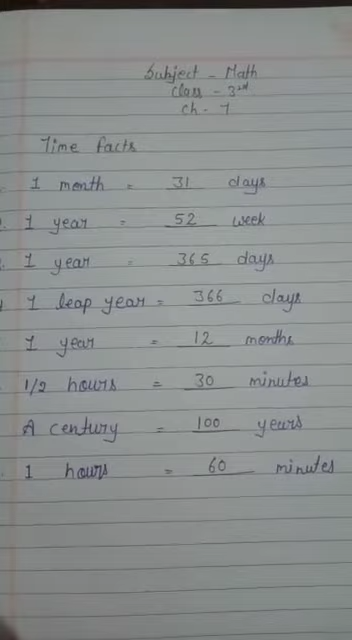 Subject - Math
Class - 3rd
Ch - 7
Time facts
1 month = 31 days
1 year = 52 week
1 year = 365 days
1 leap year = 366 days
1 year = 12 months
1/2 hours = 30 minutes
A century = 100 years
1 hours = 60 minutes